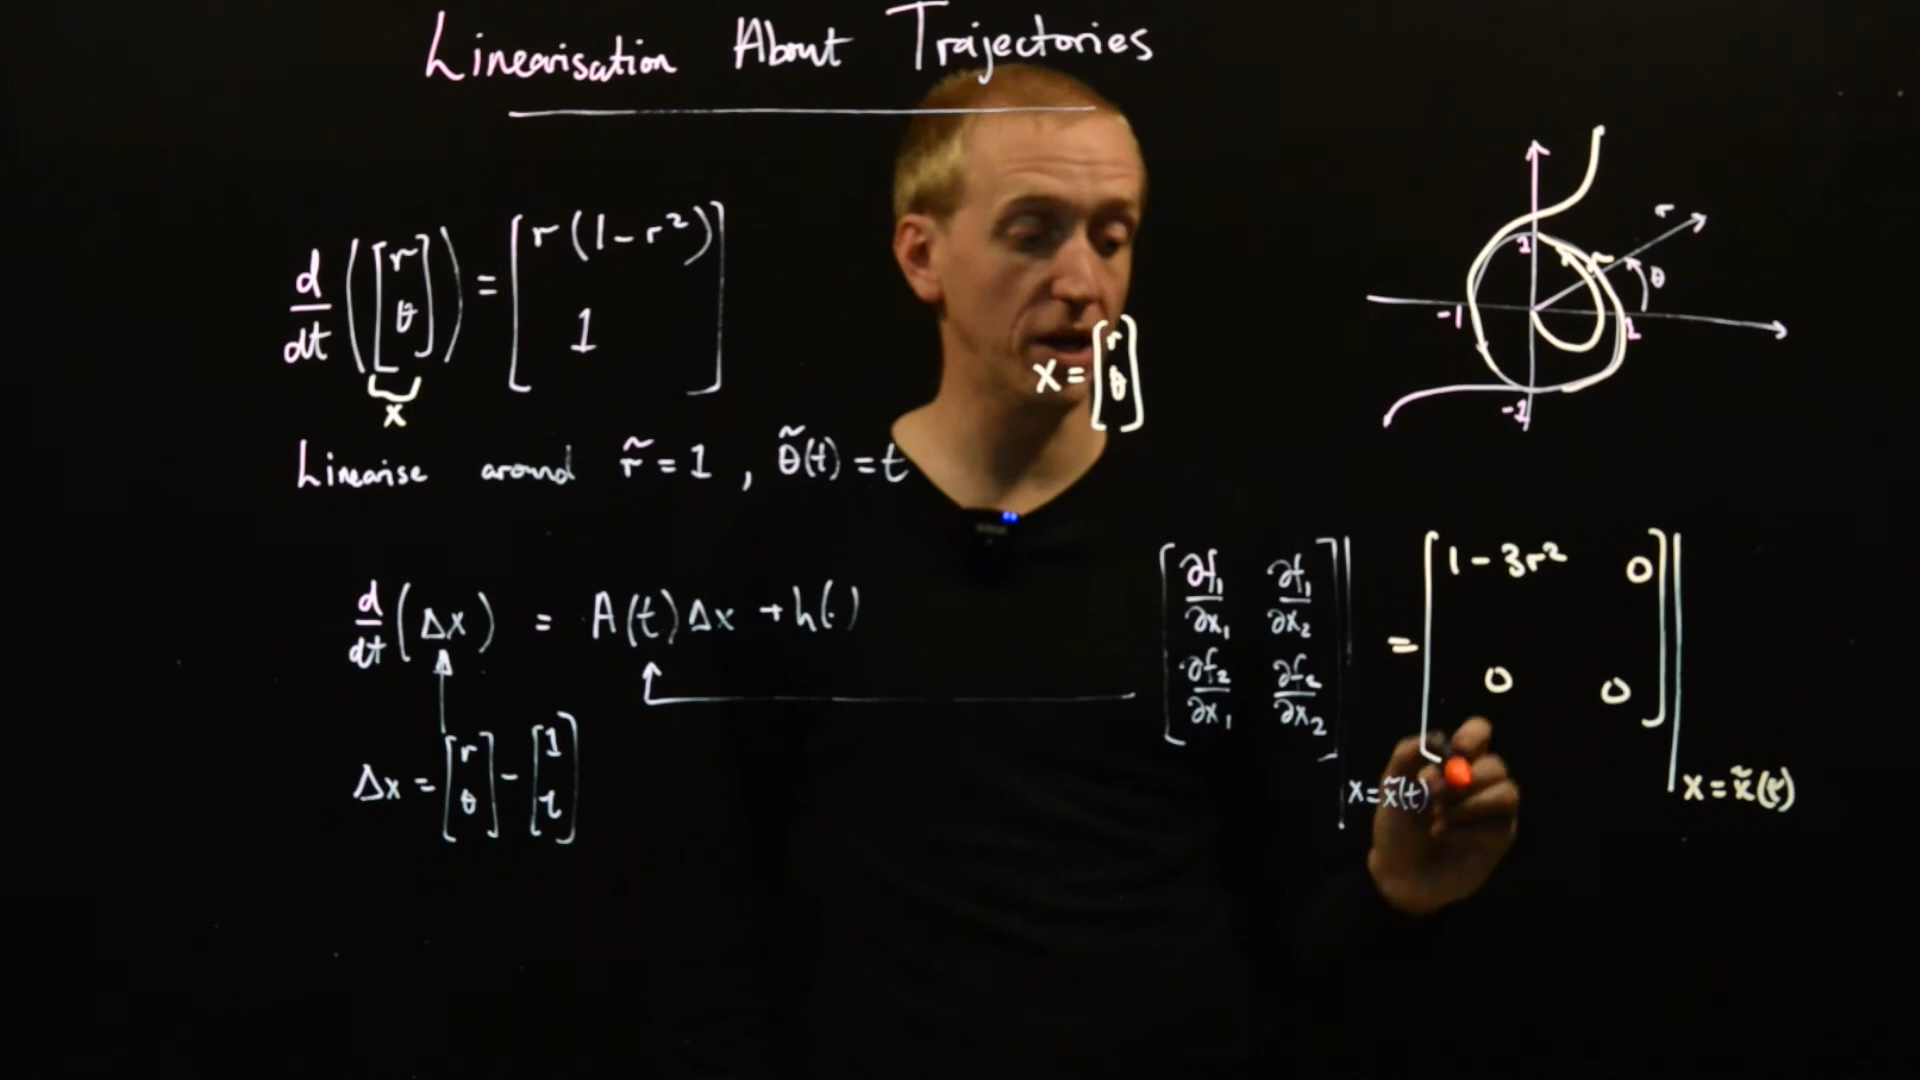 Linearisation About Trajectories
d/dt ([r θ]) = [r(1-r²) 1]
x
x = [r θ]
r
1
r
θ
-1
1
-1
Linearise around r̃ = 1 , θ̃(t) = t
d/dt (Δx) = A(t)Δx + h(·)
[∂f₁/∂x₁ ∂f₁/∂x₂
∂f₂/∂x₁ ∂f₂/∂x₂] | x = x̃(t)
= [1 - 3r² 0
0 0] | x = x̃(t)
Δx = [r θ] - [1 t]